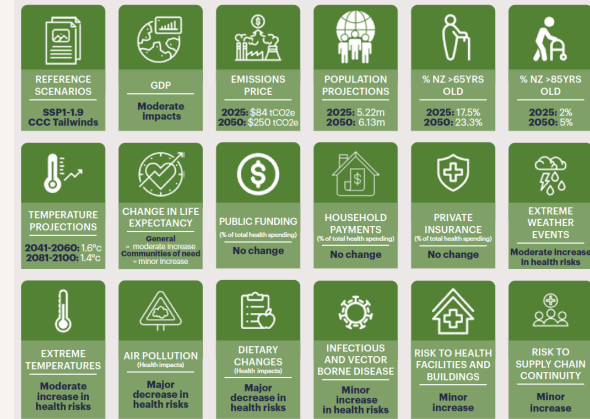 REFERENCE
SCENARIOS
SSP1-1.9
CCC Tailwinds
GDP
Moderate
impacts
EMISSIONS
PRICE
2025: $84 tCO2e
2050: $250 tCO2e
POPULATION
PROJECTIONS
2025: 5.22m
2050: 6.13m
% NZ >65YRS
OLD
2025: 17.5%
2050: 23.3%
% NZ >85YRS
OLD
2025: 2%
2050: 5%
TEMPERATURE
PROJECTIONS
2041-2060: 1.6°c
2081-2100: 1.4°c
CHANGE IN LIFE
EXPECTANCY
General
= moderate increase
Communities of need
= minor increase
PUBLIC FUNDING
(% of total health spending)
No change
HOUSEHOLD
PAYMENTS
(% of total health spending)
No change
PRIVATE
INSURANCE
(% of total health spending)
No change
EXTREME
WEATHER
EVENTS
Moderate Increase
in health risks
EXTREME
TEMPERATURES
Moderate
increase in
health risks
AIR POLLUTION
(Health impacts)
Major
decrease in
health risks
DIETARY
CHANGES
(Health impacts)
Major
decrease in
health risks
INFECTIOUS
AND VECTOR
BORNE DISEASE
Minor
increase
in health risks
RISK TO HEALTH
FACILITIES AND
BUILDINGS
Minor
increase
RISK TO
SUPPLY CHAIN
CONTINUITY
Minor
increase